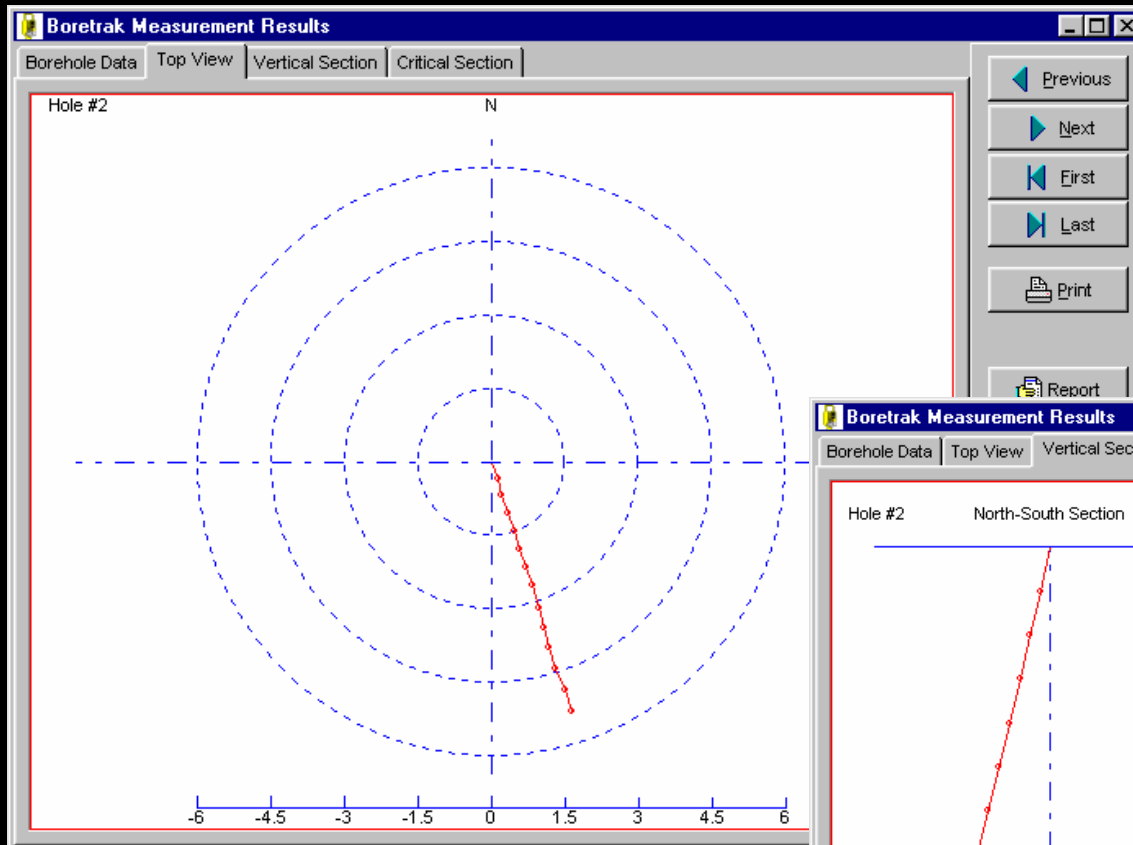 Boretrak Measurement Results
Borehole Data Top View Vertical Section Critical Section
Hole #2 N
Previous
Next
First
Last
Print
Report
-6 -4.5 -3 -1.5 0 1.5 3 4.5 6
Boretrak Measurement Results
Borehole Data Top View Vertical Sec
Hole #2 North-South Section